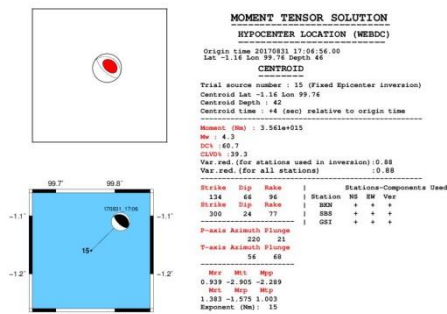 MOMENT TENSOR SOLUTION
HYPOCENTER LOCATION (WEBDC)
Origin time 20170831 17:06:56.00
Lat -1.16 Lon 99.76 Depth 46
CENTROID
Trial source number : 15 (Fixed Epicenter inversion)
Centroid Lat -1.16 Lon 99.76
Centroid Depth : 42
Centroid time : +4 (sec) relative to origin time
Moment (Nm) : 3.561e+015
Mw : 4.3
DC% :60.7
CLVD% :39.3
Var.red.(for stations used in inversion):0.88
Var.red.(for all stations) :0.88
Strike Dip Rake | Stations-Components Used
134 66 96 | Station NS EW Ver
Strike Dip Rake | BKN + + +
300 24 77 | SBS + + +
| GSI + + +
P-axis Azimuth Plunge
220 21
T-axis Azimuth Plunge
56 68
Mrr Mtt Mpp
0.939 -2.905 -2.289
Mrt Mrp Mtp
1.383 -1.575 1.003
Exponent (Nm): 15
99.7° 99.8°
170831_17:06
-1.1° -1.1°
15
-1.2° -1.2°